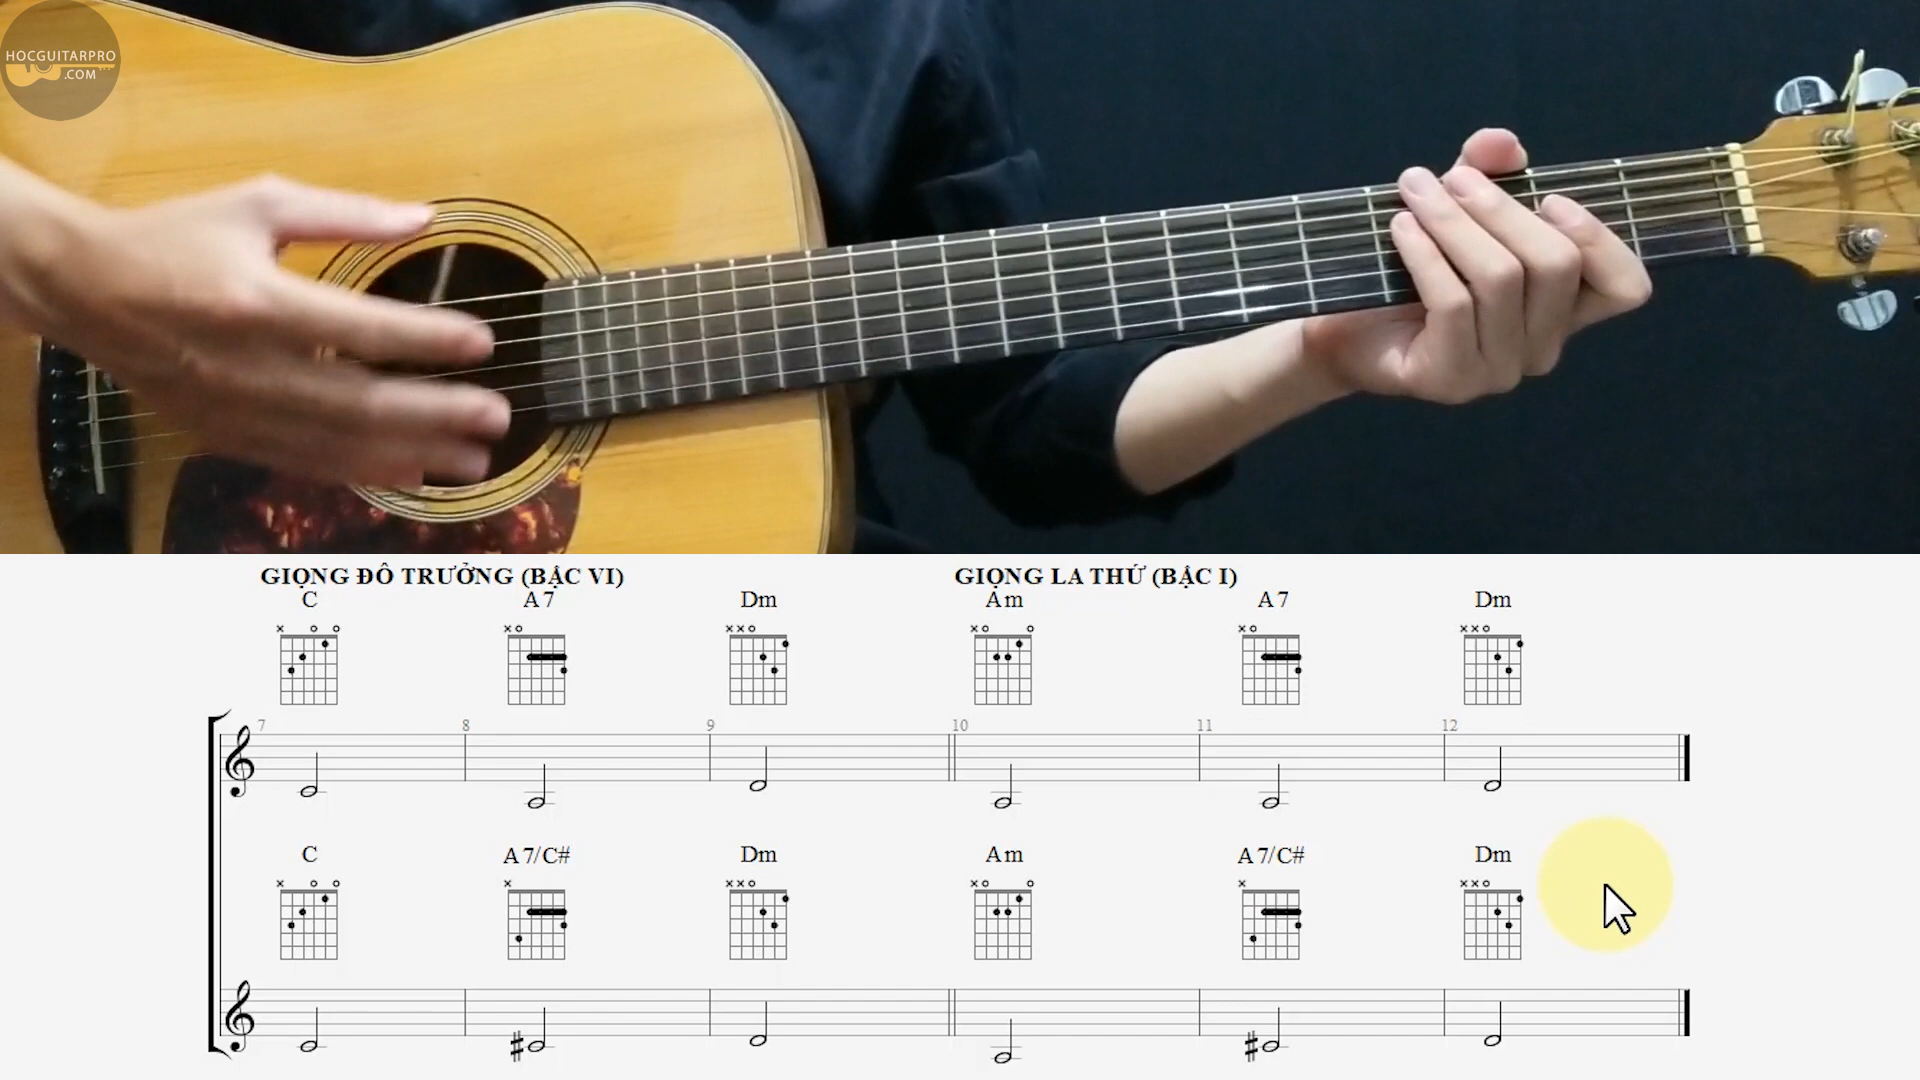 HOCGUITARPRO
.COM
GIỌNG ĐÔ TRƯỞNG (BẬC VI)
GIỌNG LA THỨ (BẬC I)
C A7 Dm Am A7 Dm
7 8 9 10 11 12
C A7/C# Dm Am A7/C# Dm